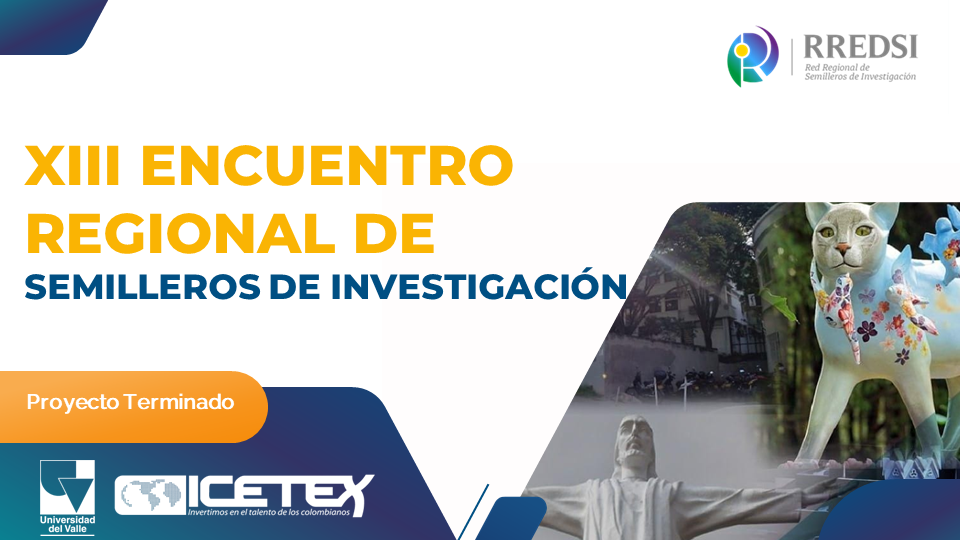 RREDSI
Red Regional de
Semilleros de Investigación
XIII ENCUENTRO
REGIONAL DE
SEMILLEROS DE INVESTIGACIÓN
Proyecto Terminado
Universidad
del Valle
ICETEX
Invertimos en el talento de los colombianos